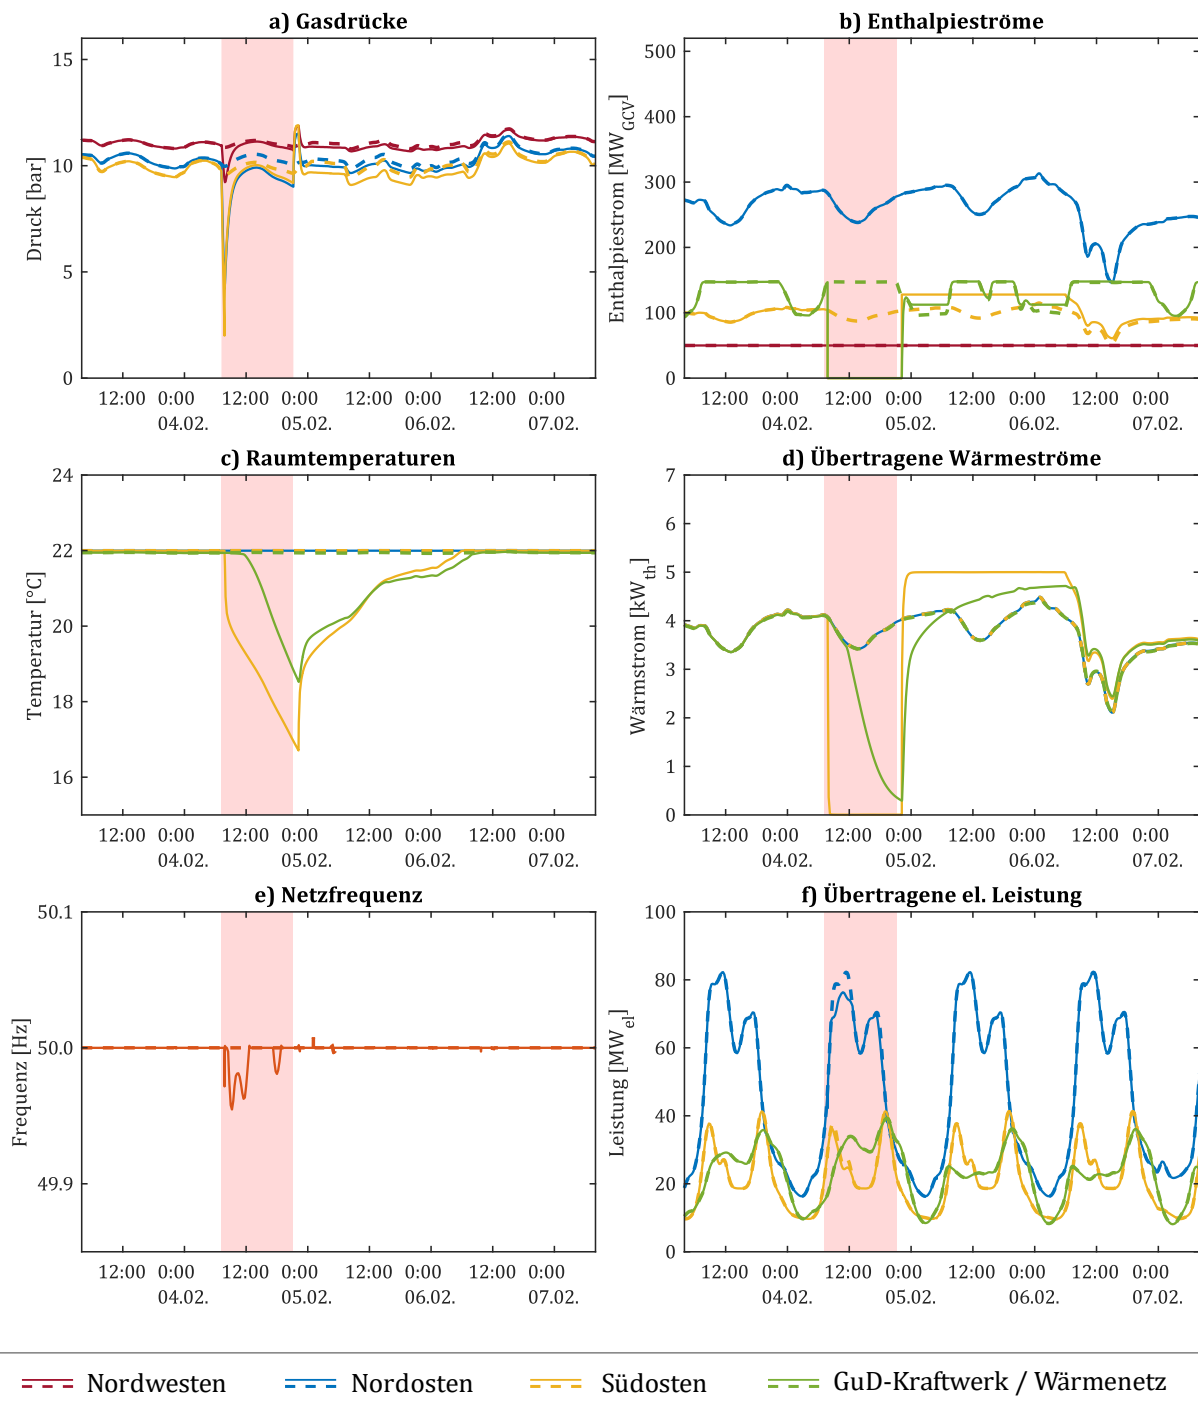 a) Gasdrücke
b) Enthalpieströme
15
10
5
0
Druck [bar]
12:00 0:00 12:00 0:00 12:00 0:00 12:00 0:00
04.02. 05.02. 06.02. 07.02.
500
400
300
200
100
0
Enthalpiestrom [MW_GCV]
12:00 0:00 12:00 0:00 12:00 0:00 12:00 0:00
04.02. 05.02. 06.02. 07.02.
c) Raumtemperaturen
d) Übertragene Wärmeströme
24
22
20
18
16
Temperatur [°C]
12:00 0:00 12:00 0:00 12:00 0:00 12:00 0:00
04.02. 05.02. 06.02. 07.02.
7
6
5
4
3
2
1
0
Wärmstrom [kW_th]
12:00 0:00 12:00 0:00 12:00 0:00 12:00 0:00
04.02. 05.02. 06.02. 07.02.
e) Netzfrequenz
f) Übertragene el. Leistung
50.1
50.0
49.9
Frequenz [Hz]
12:00 0:00 12:00 0:00 12:00 0:00 12:00 0:00
04.02. 05.02. 06.02. 07.02.
100
80
60
40
20
0
Leistung [MW_el]
12:00 0:00 12:00 0:00 12:00 0:00 12:00 0:00
04.02. 05.02. 06.02. 07.02.
Nordwesten Nordosten Südosten GuD-Kraftwerk / Wärmenetz